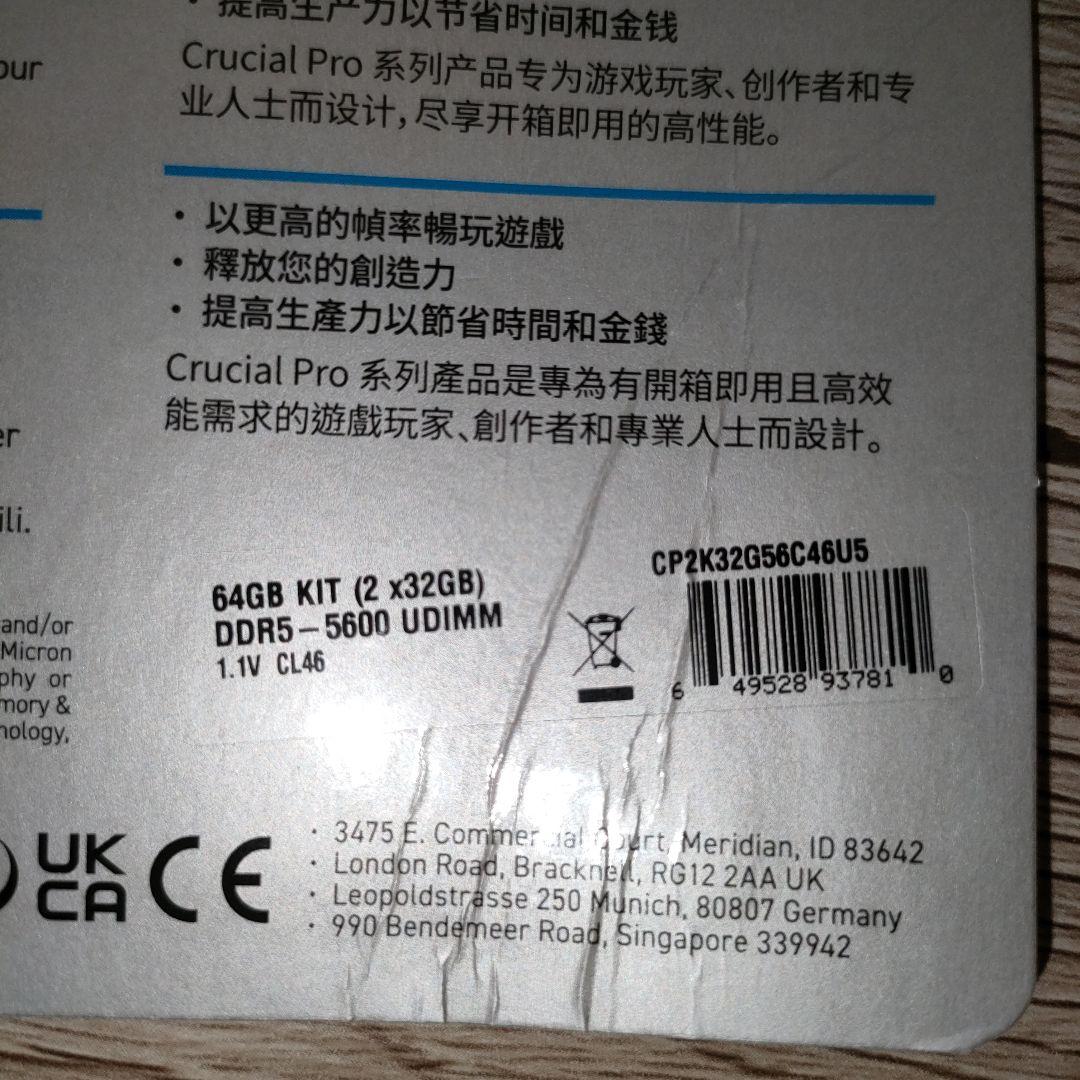 • 提高生产力以节省时间和金钱
Crucial Pro 系列产品专为游戏玩家、创作者和专
业人士而设计，尽享开箱即用的高性能。
our
• 以更高的幀率暢玩遊戲
• 釋放您的創造力
• 提高生產力以節省時間和金錢
Crucial Pro 系列產品是專為有開箱即用且高效
能需求的遊戲玩家、創作者和專業人士而設計。
er
ili.
and/or
Micron
phy or
mory &
nology,
64GB KIT (2 x32GB)
DDR5–5600 UDIMM
1.1V CL46
CP2K32G56C46U5
6 49528 93781 0
UK
CA
CE
• 3475 E. Commercial Court, Meridian, ID 83642
• London Road, Bracknell, RG12 2AA UK
• Leopoldstrasse 250 Munich, 80807 Germany
• 990 Bendemeer Road, Singapore 339942